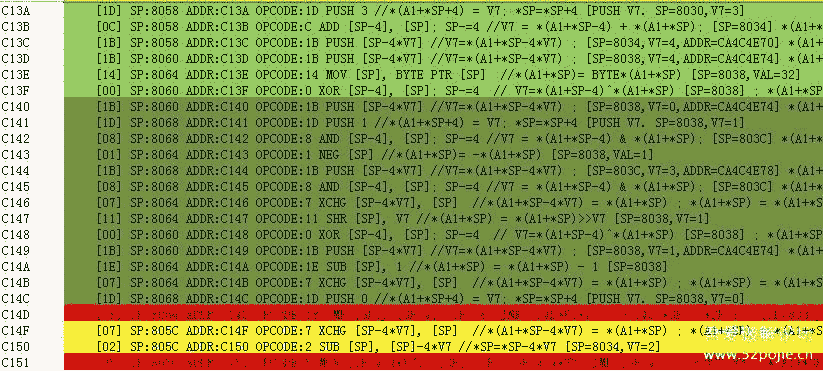 C13A [1D] SP:8058 ADDR:C13A OPCODE:1D PUSH 3 //*(A1+*SP+4) = V7; *SP=*SP+4 [PUSH V7. SP=8030,V7=3]
C13B [0C] SP:8058 ADDR:C13B OPCODE:C ADD [SP-4], [SP]; SP-=4 //V7 = *(A1+*SP-4) + *(A1+*SP); [8034] *(A1+*
C13C [1B] SP:8058 ADDR:C13C OPCODE:1B PUSH [SP-4*V7] //V7=*(A1+*SP-4*V7) ; [SP=8034,V7=4,ADDR=CA4C4E70] *(A1+
C13D [1B] SP:8060 ADDR:C13D OPCODE:1B PUSH [SP-4*V7] //V7=*(A1+*SP-4*V7) ; [SP=8038,V7=4,ADDR=CA4C4E74] *(A1+
C13E [14] SP:8064 ADDR:C13E OPCODE:14 MOV [SP], BYTE PTR [SP] //*(A1+*SP)= BYTE*A1+*SP) [SP=8038,VAL=32]
C13F [00] SP:8060 ADDR:C13F OPCODE:0 XOR [SP-4], [SP]; SP-=4 // V7=*(A1+*SP-4)^*(A1+*SP) [SP=8038] ; *(A1+*SP
C140 [1B] SP:8060 ADDR:C140 OPCODE:1B PUSH [SP-4*V7] //V7=*(A1+*SP-4*V7) ; [SP=8038,V7=0,ADDR=CA4C4E74] *(A1+
C141 [1D] SP:8068 ADDR:C141 OPCODE:1D PUSH 1 //*(A1+*SP+4) = V7; *SP=*SP+4 [PUSH V7. SP=8038,V7=1]
C142 [08] SP:8068 ADDR:C142 OPCODE:8 AND [SP-4], [SP]; SP-=4 //V7 = *(A1+*SP-4) & *(A1+*SP); [SP=803C] *(A1+*
C143 [01] SP:8068 ADDR:C143 OPCODE:1 NEG [SP] //*(A1+*SP)= -*(A1+*SP) [SP=8038,VAL=1]
C144 [1B] SP:8068 ADDR:C144 OPCODE:1B PUSH [SP-4*V7] //V7=*(A1+*SP-4*V7) ; [SP=803C,V7=3,ADDR=CA4C4E78] *(A1+
C145 [08] SP:8068 ADDR:C145 OPCODE:8 AND [SP-4], [SP]; SP-=4 //V7 = *(A1+*SP-4) & *(A1+*SP); [SP=803C] *(A1+*
C146 [07] SP:8064 ADDR:C146 OPCODE:7 XCHG [SP-4*V7], [SP] //*(A1+*SP-4*V7) = *(A1+*SP) ; *(A1+*SP) = *(A1+*S
C147 [11] SP:8068 ADDR:C147 OPCODE:11 SHR [SP], V7 //*(A1+*SP) = *(A1+*SP)>>V7 [SP=8038,V7=1]
C148 [00] SP:8068 ADDR:C148 OPCODE:0 XOR [SP-4], [SP]; SP-=4 // V7=*(A1+*SP-4)^*(A1+*SP) [SP=8038] ; *(A1+*SP
C149 [1B] SP:8060 ADDR:C149 OPCODE:1B PUSH [SP-4*V7] //V7=*(A1+*SP-4*V7) ; [SP=8038,V7=1,ADDR=CA4C4E74] *(A1+
C14A [1E] SP:8068 ADDR:C14A OPCODE:1E SUB [SP], 1 //*(A1+*SP) = *(A1+*SP) - 1 [SP=8038]
C14B [07] SP:8068 ADDR:C14B OPCODE:7 XCHG [SP-4*V7], [SP] //*(A1+*SP-4*V7) = *(A1+*SP) ; *(A1+*SP) = *(A1+*S
C14C [1D] SP:8068 ADDR:C14C OPCODE:1D PUSH 0 //*(A1+*SP+4) = V7; *SP=*SP+4 [PUSH V7. SP=8038,V7=0]
C14D
C14F [07] SP:805C ADDR:C14F OPCODE:7 XCHG [SP-4*V7], [SP] //*(A1+*SP-4*V7) = *(A1+*SP) ; *(A1+*S
C150 [02] SP:805C ADDR:C150 OPCODE:2 SUB [SP], [SP]-4*V7 //*SP=*SP-4*V7 [SP=8034,V7=2]
C151
www.52pojie.cn